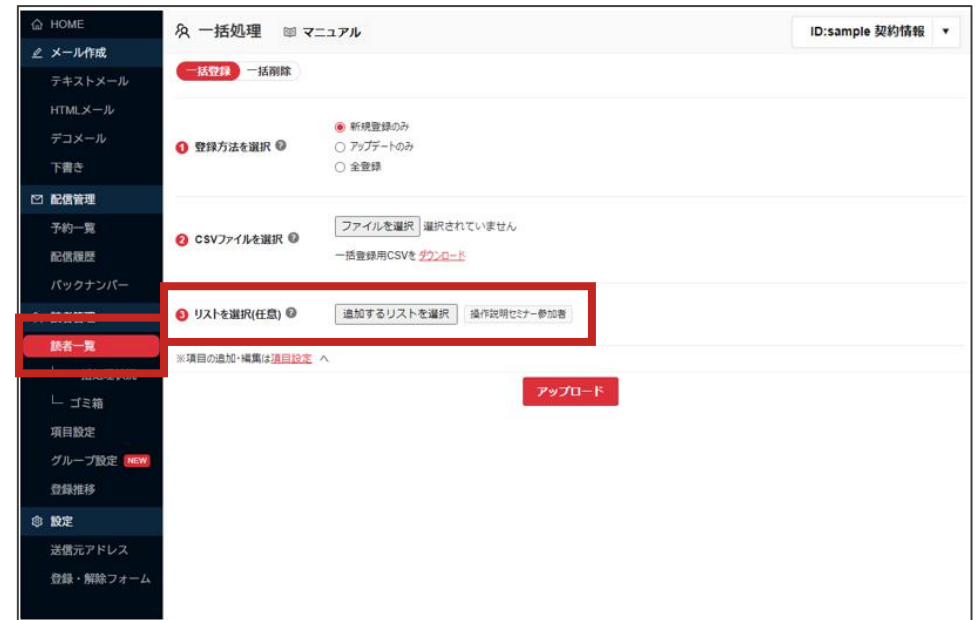 HOME
メール作成
テキストメール
HTMLメール
デコメール
下書き
配信管理
予約一覧
配信履歴
バックナンバー
読者一覧
ゴミ箱
項目設定
グループ設定 NEW
登録推移
設定
送信元アドレス
登録・解除フォーム
一括処理 マニュアル
ID:sample 契約情報 ▼
一括登録 一括削除
1 登録方法を選択 ?
新規登録のみ
アップデートのみ
全登録
2 CSVファイルを選択 ?
ファイルを選択 選択されていません
一括登録用CSVを ダウンロード
3 リストを選択(任意) ?
追加するリストを選択 操作説明セミナー参加者
※項目の追加・編集は項目設定 へ
アップロード